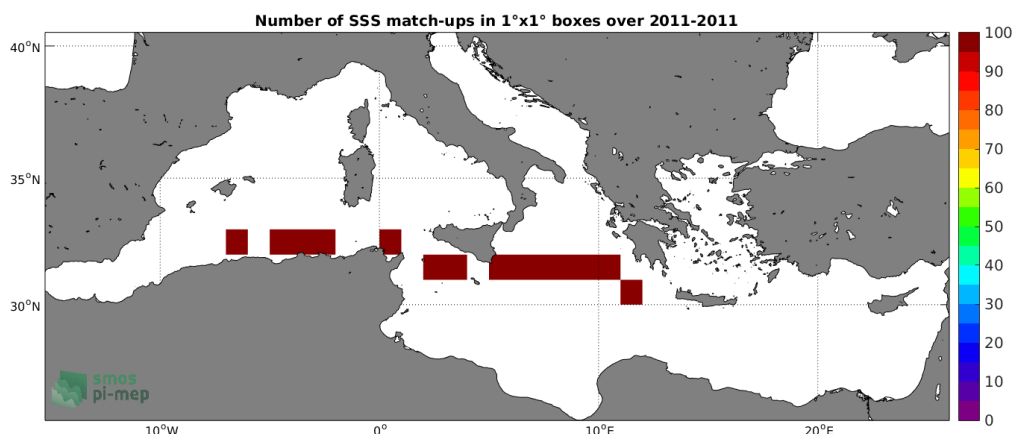 Number of SSS match-ups in 1°x1° boxes over 2011-2011
40°N
35°N
30°N
10°W
0°
10°E
20°E
100
90
80
70
60
50
40
30
20
10
0
smos
pi-mep